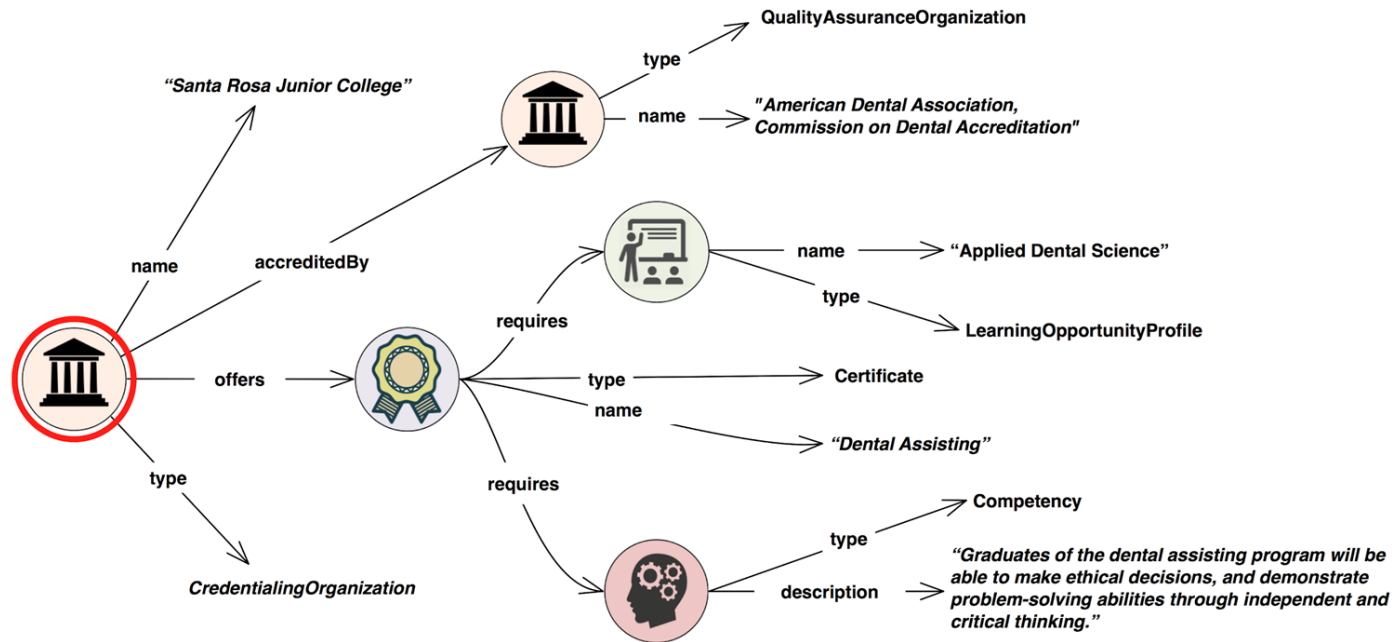 QualityAssuranceOrganization
type
“Santa Rosa Junior College”
name
"American Dental Association,
Commission on Dental Accreditation"
name
accreditedBy
name
“Applied Dental Science”
type
requires
LearningOpportunityProfile
offers
type
Certificate
name
“Dental Assisting”
type
requires
Competency
type
CredentialingOrganization
description
“Graduates of the dental assisting program will be
able to make ethical decisions, and demonstrate
problem-solving abilities through independent and
critical thinking.”